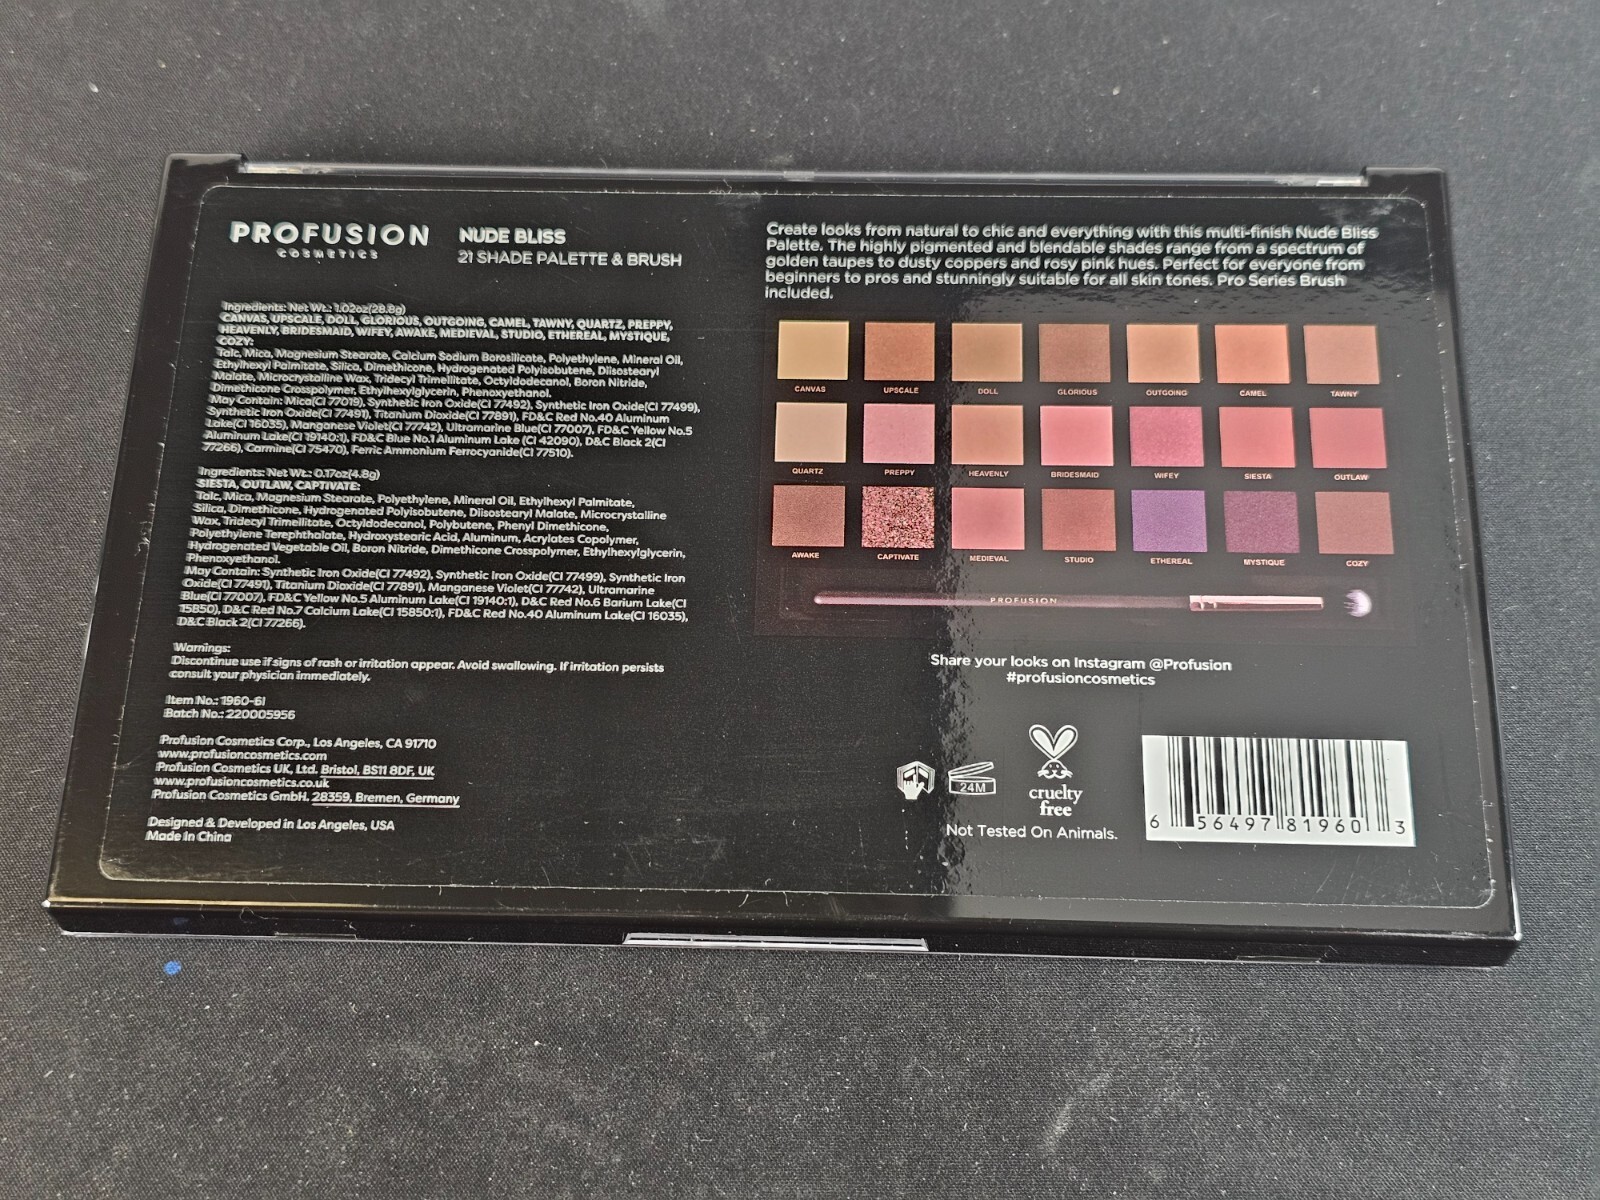 PROFUSION
COSMETICS
NUDE BLISS
21 SHADE PALETTE & BRUSH
Ingredients: Net Wt.: 1.02oz(28.8g)
CANVAS, UPSCALE, DOLL, GLORIOUS, OUTGOING, CAMEL, TAWNY, QUARTZ, PREPPY,
HEAVENLY, BRIDESMAID, WIFEY, AWAKE, MEDIEVAL, STUDIO, ETHEREAL, MYSTIQUE,
COZY:
Talc, Mica, Magnesium Stearate, Calcium Sodium Borosilicate, Polyethylene, Mineral Oil,
Ethylhexyl Palmitate, Silica, Dimethicone, Hydrogenated Polyisobutene, Diisostearyl
Malate, Microcrystalline Wax, Tridecyl Trimellitate, Octyldodecanol, Boron Nitride,
Dimethicone Crosspolymer, Ethylhexylglycerin, Phenoxyethanol.
May Contain: Mica(CI 77019), Synthetic Iron Oxide(CI 77492), Synthetic Iron Oxide(CI 77499),
Synthetic Iron Oxide(CI 77491), Titanium Dioxide(CI 77891), FD&C Red No.40 Aluminum
Lake(CI 16035), Manganese Violet(CI 77742), Ultramarine Blue(CI 77007), FD&C Yellow No.5
Aluminum Lake(CI 19140:1), FD&C Blue No.1 Aluminum Lake (CI 42090), D&C Black 2(CI
77266), Carmine(CI 75470), Ferric Ammonium Ferrocyanide(CI 77510).
Ingredients: Net Wt.: 0.17oz(4.8g)
SIESTA, OUTLAW, CAPTIVATE:
Talc, Mica, Magnesium Stearate, Polyethylene, Mineral Oil, Ethylhexyl Palmitate,
Silica, Dimethicone, Hydrogenated Polyisobutene, Diisostearyl Malate, Microcrystalline
Wax, Tridecyl Trimellitate, Octyldodecanol, Polybutene, Phenyl Dimethicone,
Polyethylene Terephthalate, Hydroxystearic Acid, Aluminum, Acrylates Copolymer,
Hydrogenated Vegetable Oil, Boron Nitride, Dimethicone Crosspolymer, Ethylhexylglycerin,
Phenoxyethanol.
May Contain: Synthetic Iron Oxide(CI 77492), Synthetic Iron Oxide(CI 77499), Synthetic Iron
Oxide(CI 77491), Titanium Dioxide(CI 77891), Manganese Violet(CI 77742), Ultramarine
Blue(CI 77007), FD&C Yellow No.5 Aluminum Lake(CI 19140:1), D&C Red No.6 Barium Lake(CI
15850), D&C Red No.7 Calcium Lake(CI 15850:1), FD&C Red No.40 Aluminum Lake(CI 16035),
D&C Black 2(CI 77266).
Warnings:
Discontinue use if signs of rash or irritation appear. Avoid swallowing. If irritation persists
consult your physician immediately.
Item No.: 1960-61
Batch No.: 220005956
Profusion Cosmetics Corp., Los Angeles, CA 91710
www.profusioncosmetics.com
Profusion Cosmetics UK, Ltd. Bristol, BS11 8DF, UK
www.profusioncosmetics.co.uk
Profusion Cosmetics GmbH. 28359, Bremen, Germany
Designed & Developed in Los Angeles, USA
Made In China
Create looks from natural to chic and everything with this multi-finish Nude Bliss
Palette. The highly pigmented and blendable shades range from a spectrum of
golden taupes to dusty coppers and rosy pink hues. Perfect for everyone from
beginners to pros and stunningly suitable for all skin tones. Pro Series Brush
included.
CANVAS UPSCALE DOLL GLORIOUS OUTGOING CAMEL TAWNY
QUARTZ PREPPY HEAVENLY BRIDESMAID WIFEY SIESTA OUTLAW
AWAKE CAPTIVATE MEDIEVAL STUDIO ETHEREAL MYSTIQUE COZY
PROFUSION
Share your looks on Instagram @Profusion
#profusioncosmetics
24M
cruelty
free
Not Tested On Animals.
6 56497 81960 3